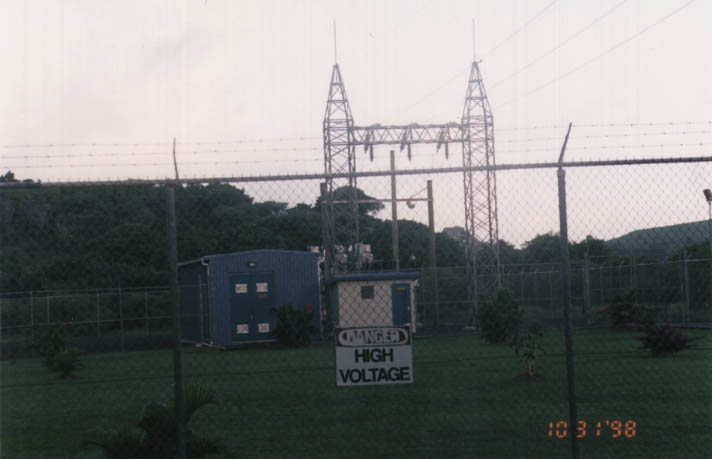 DANGER
HIGH
VOLTAGE
10 31 '98